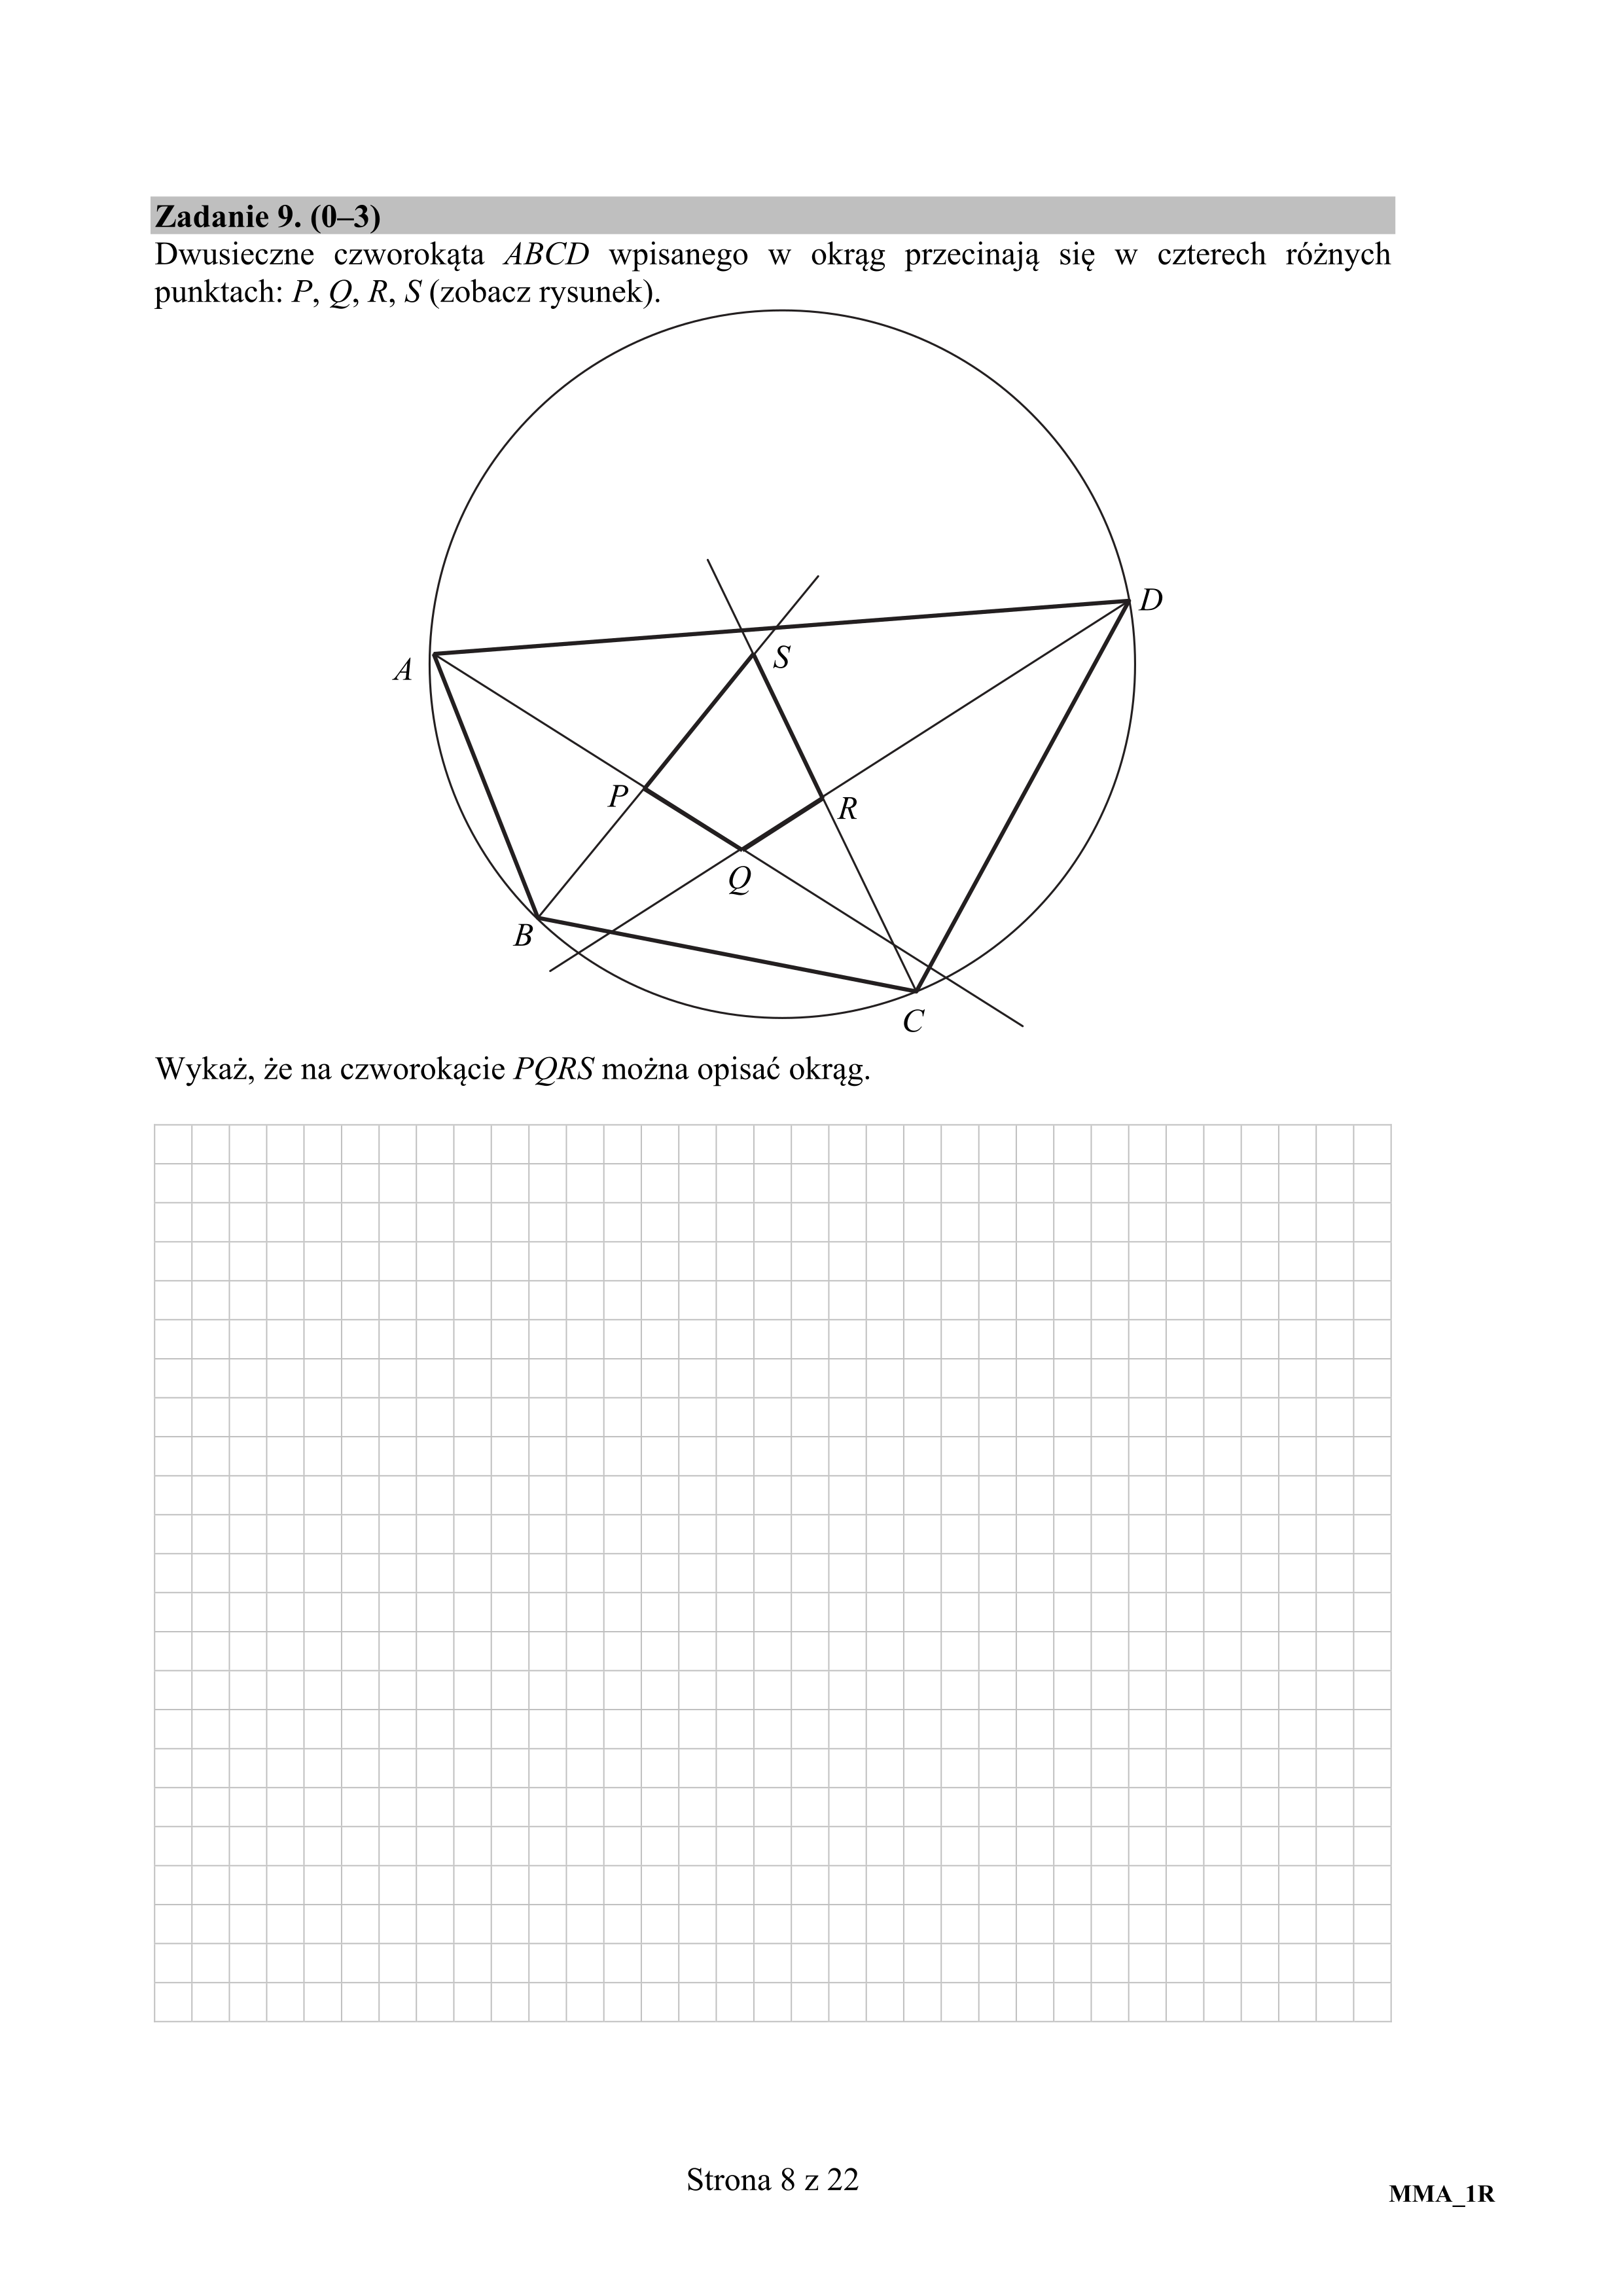 Zadanie 9. (0–3)
Dwusieczne czworokąta ABCD wpisanego w okrąg przecinają się w czterech różnych
punktach: P, Q, R, S (zobacz rysunek).
D
S
A
P
R
Q
B
C
Wykaż, że na czworokącie PQRS można opisać okrąg.
Strona 8 z 22
MMA_1R